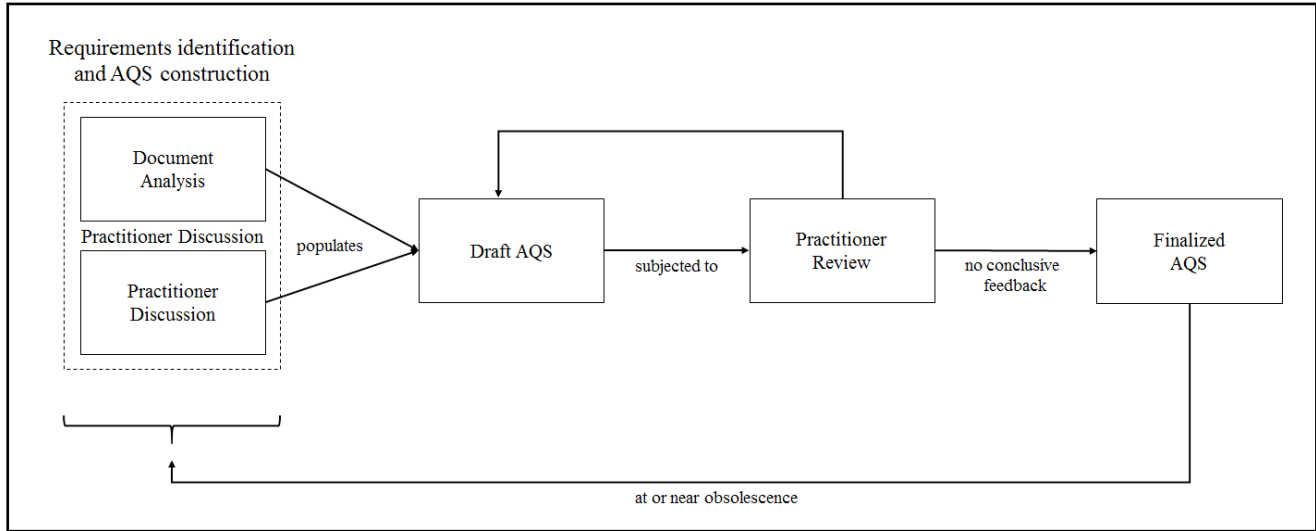 Requirements identification
and AQS construction
Document
Analysis
Practitioner Discussion
Practitioner
Discussion
populates
Draft AQS
subjected to
Practitioner
Review
no conclusive
feedback
Finalized
AQS
at or near obsolescence